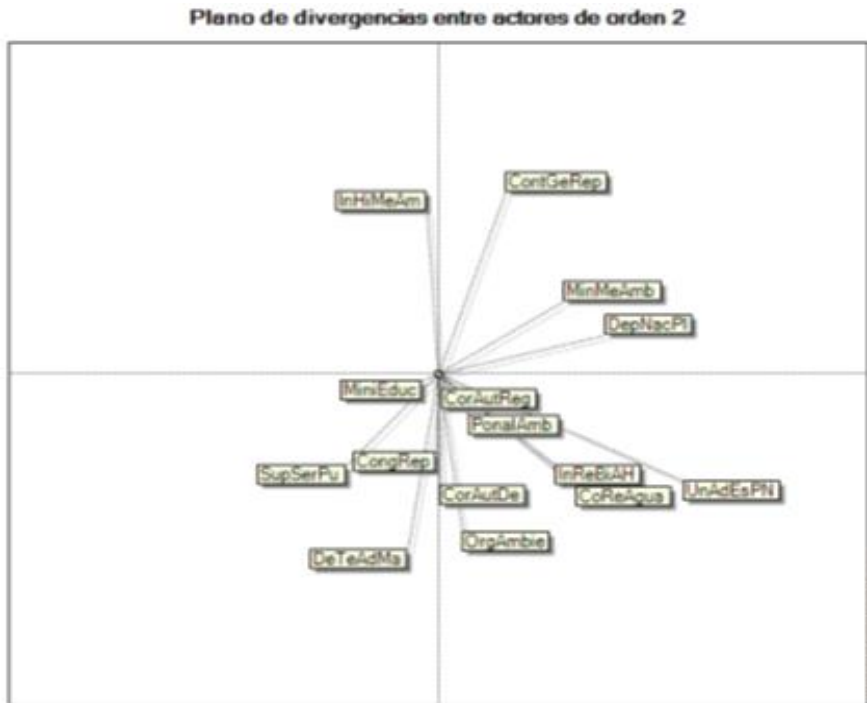 Plano de divergencias entre actores de orden 2
ContGeRep
InHiMeAm
MinMeAmb
DepNacPl
MiniEduc
CorAutReg
PonalAmb
CongRep
SupSerPu
InReBiAH
UnAdEsPN
CorAutDe
CoReAgua
OrgAmbie
DeTeAdMa